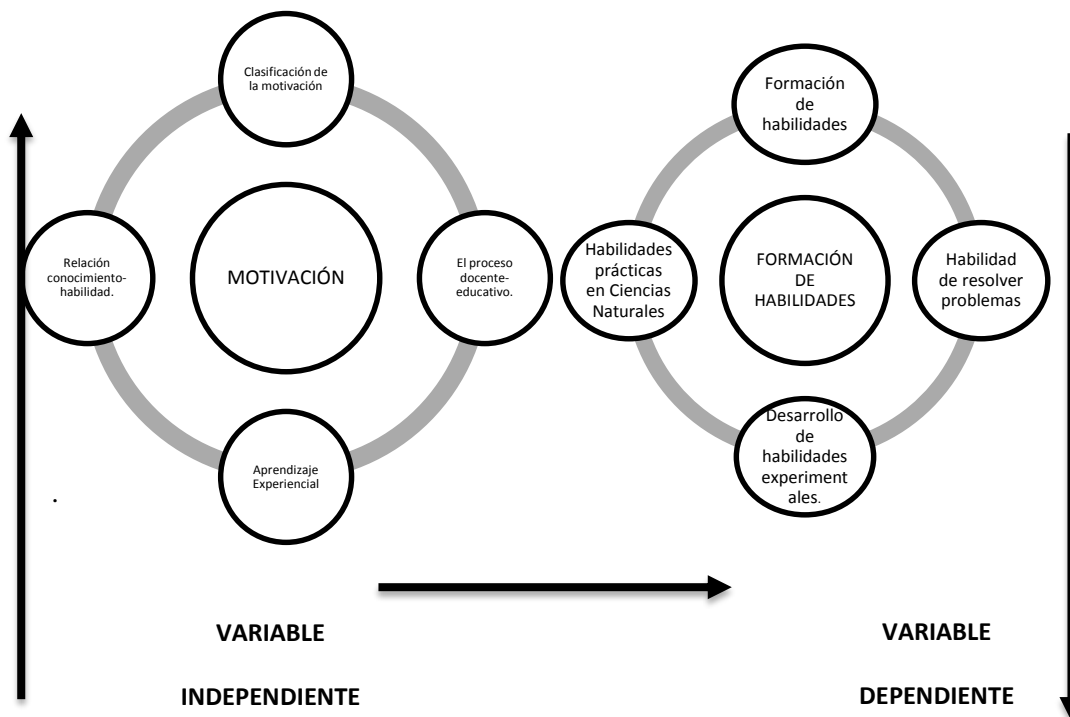 Clasificación de
la motivación
Relación
conocimiento-
habilidad.
MOTIVACIÓN
El proceso
docente-
educativo.
Aprendizaje
Experiencial
.
Formación
de
habilidades
Habilidades
prácticas
en Ciencias
Naturales
FORMACIÓN
DE
HABILIDADES
Habilidad
de resolver
problemas
Desarrollo
de
habilidades
experiment
ales.
VARIABLE
INDEPENDIENTE
VARIABLE
DEPENDIENTE